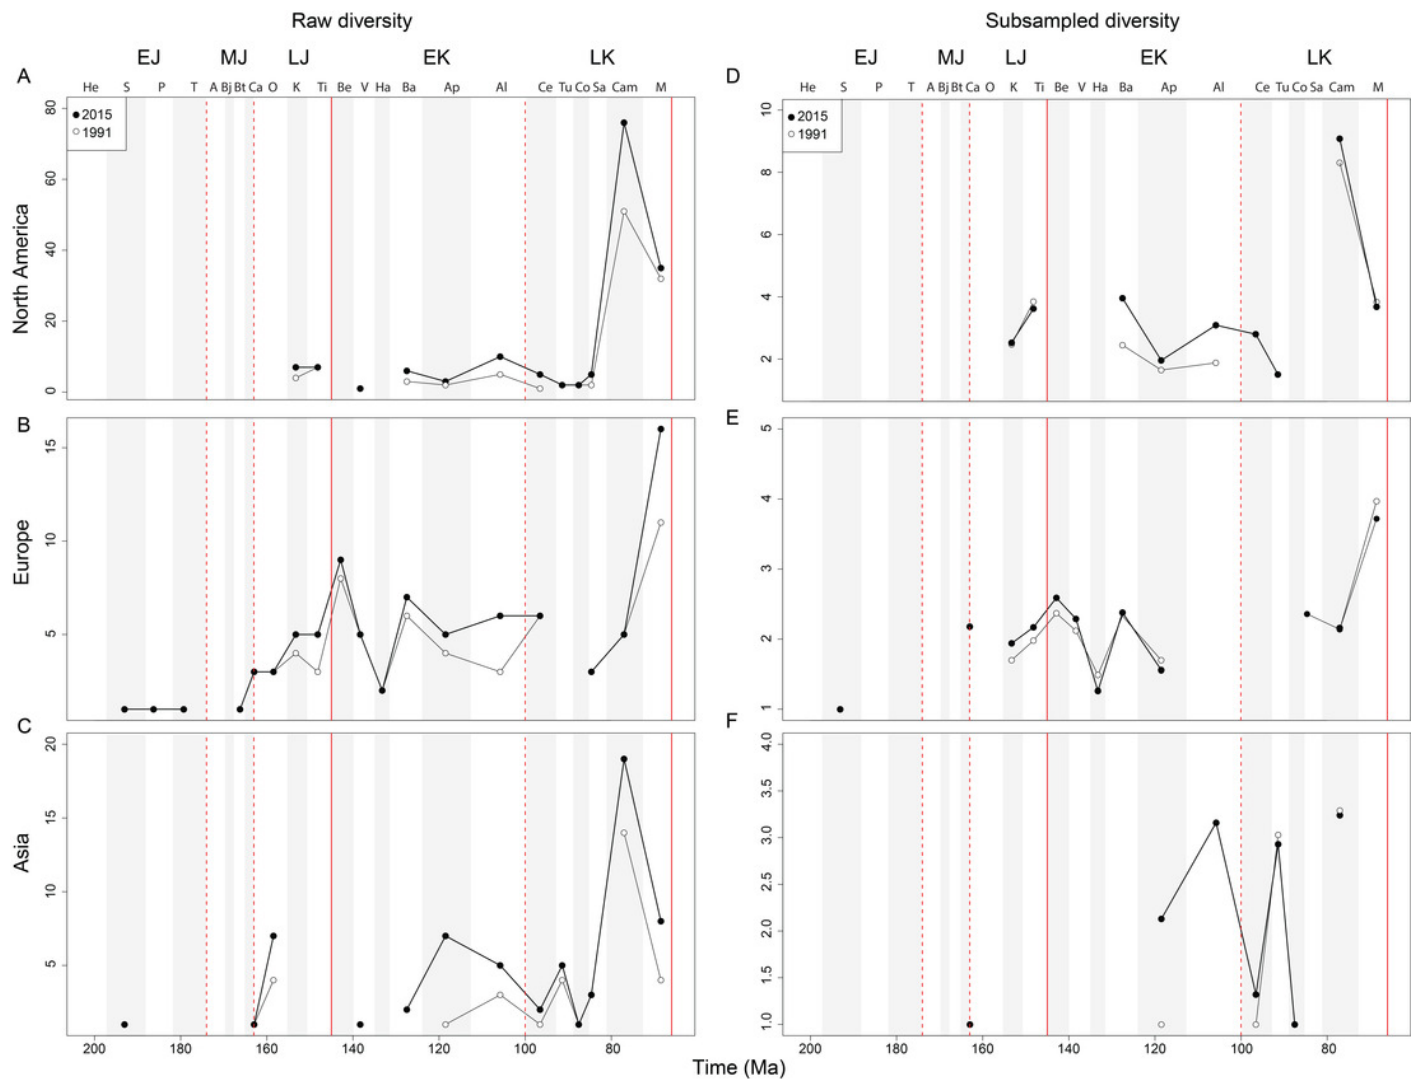 Raw diversity Subsampled diversity
EJ MJ LJ EK LK EJ MJ LJ EK LK
A D
He S P T A Bj Bt Ca O K Ti Be V Ha Ba Ap Al Ce Tu Co Sa Cam M He S P T A Bj Bt Ca O K Ti Be V Ha Ba Ap Al Ce Tu Co Sa Cam M
2015
1991
North America
0 20 40 60 80
2015
1991
2 4 6 8 10
B E
Europe
5 10 15
1 2 3 4 5
C F
Asia
5 10 15 20
1.0 1.5 2.0 2.5 3.0 3.5 4.0
200 180 160 140 120 100 80 200 180 160 140 120 100 80
Time (Ma)